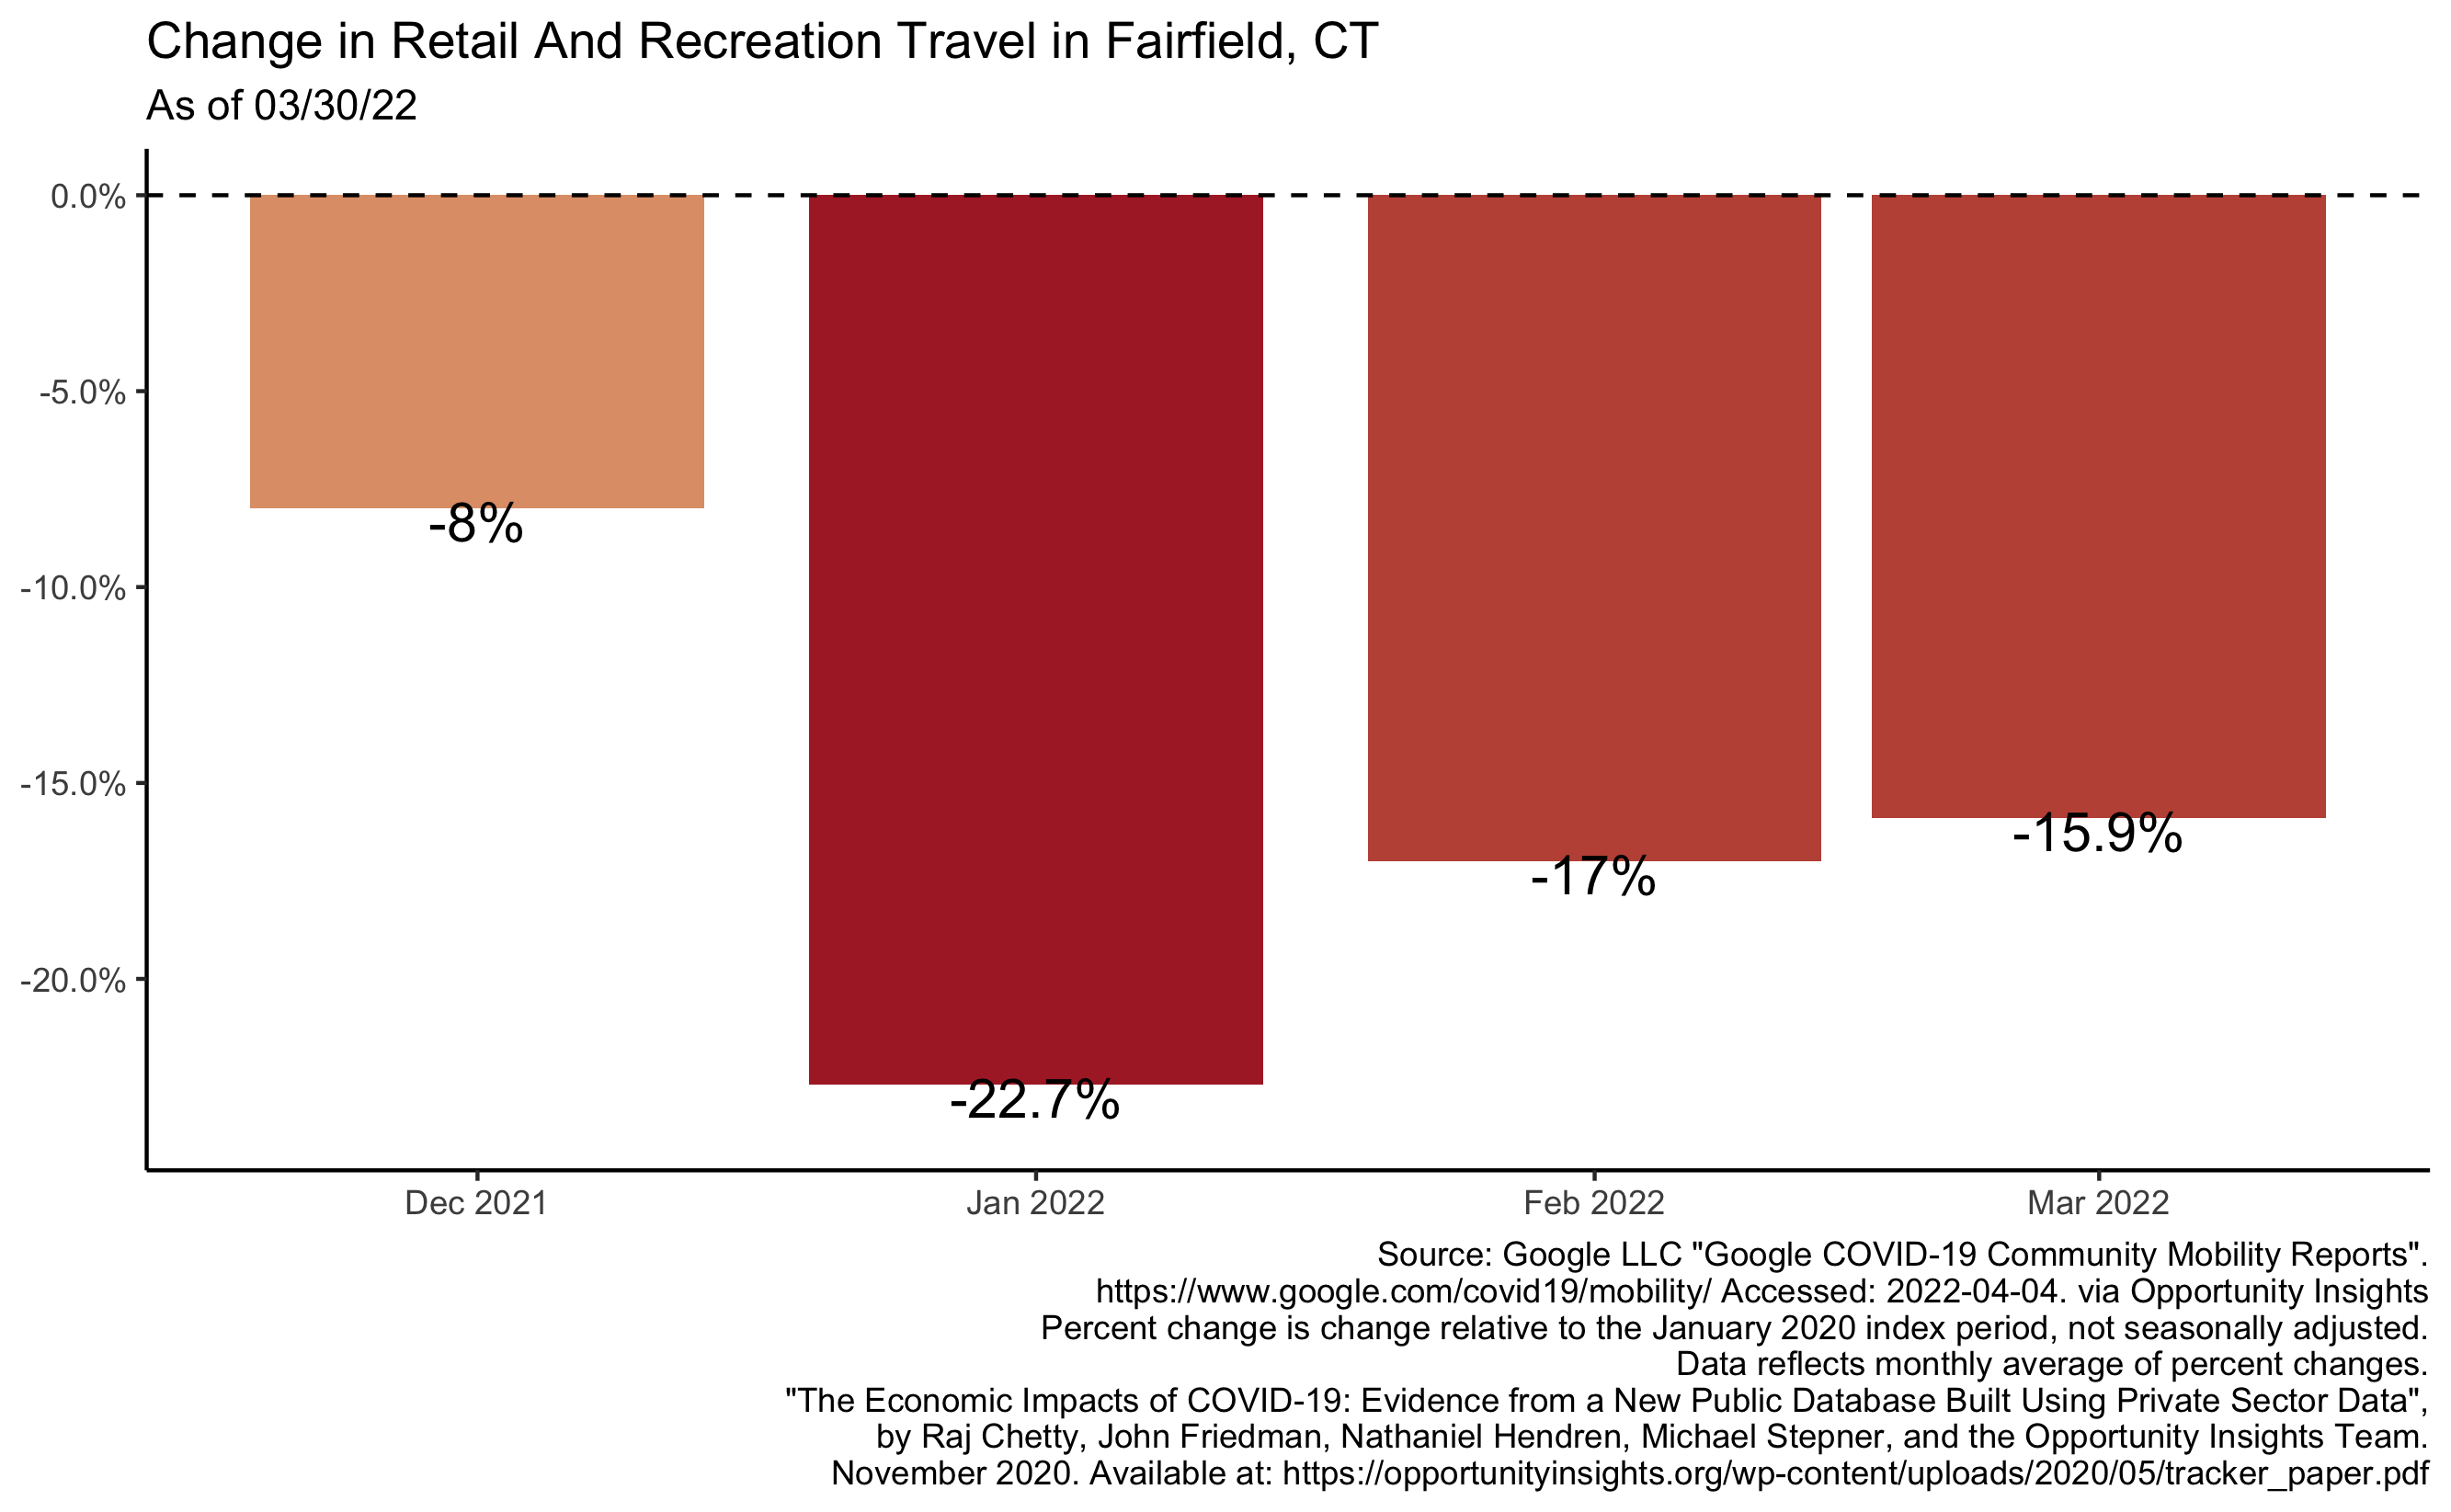 Change in Retail And Recreation Travel in Fairfield, CT
As of 03/30/22
0.0%
-5.0%
-10.0%
-15.0%
-20.0%
-8%
-22.7%
-17%
-15.9%
Dec 2021
Jan 2022
Feb 2022
Mar 2022
Source: Google LLC "Google COVID-19 Community Mobility Reports".
https://www.google.com/covid19/mobility/ Accessed: 2022-04-04. via Opportunity Insights
Percent change is change relative to the January 2020 index period, not seasonally adjusted.
Data reflects monthly average of percent changes.
"The Economic Impacts of COVID-19: Evidence from a New Public Database Built Using Private Sector Data",
by Raj Chetty, John Friedman, Nathaniel Hendren, Michael Stepner, and the Opportunity Insights Team.
November 2020. Available at: https://opportunityinsights.org/wp-content/uploads/2020/05/tracker_paper.pdf